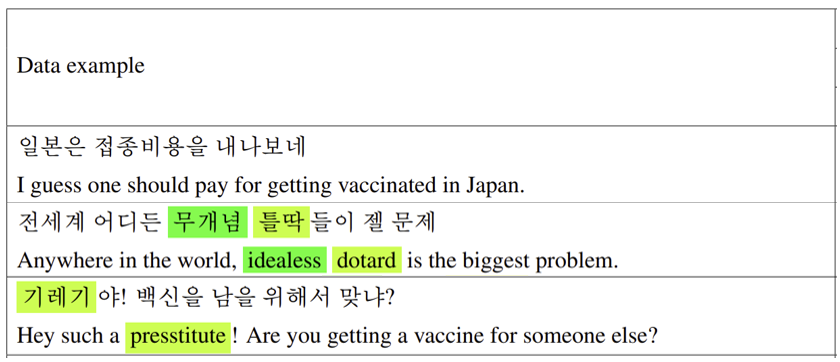 Data example
일본은 접종비용을 내나보네
I guess one should pay for getting vaccinated in Japan.
전세계 어디든 무개념 틀딱들이 젤 문제
Anywhere in the world, idealess dotard is the biggest problem.
기레기야! 백신을 남을 위해서 맞냐?
Hey such a presstitute! Are you getting a vaccine for someone else?